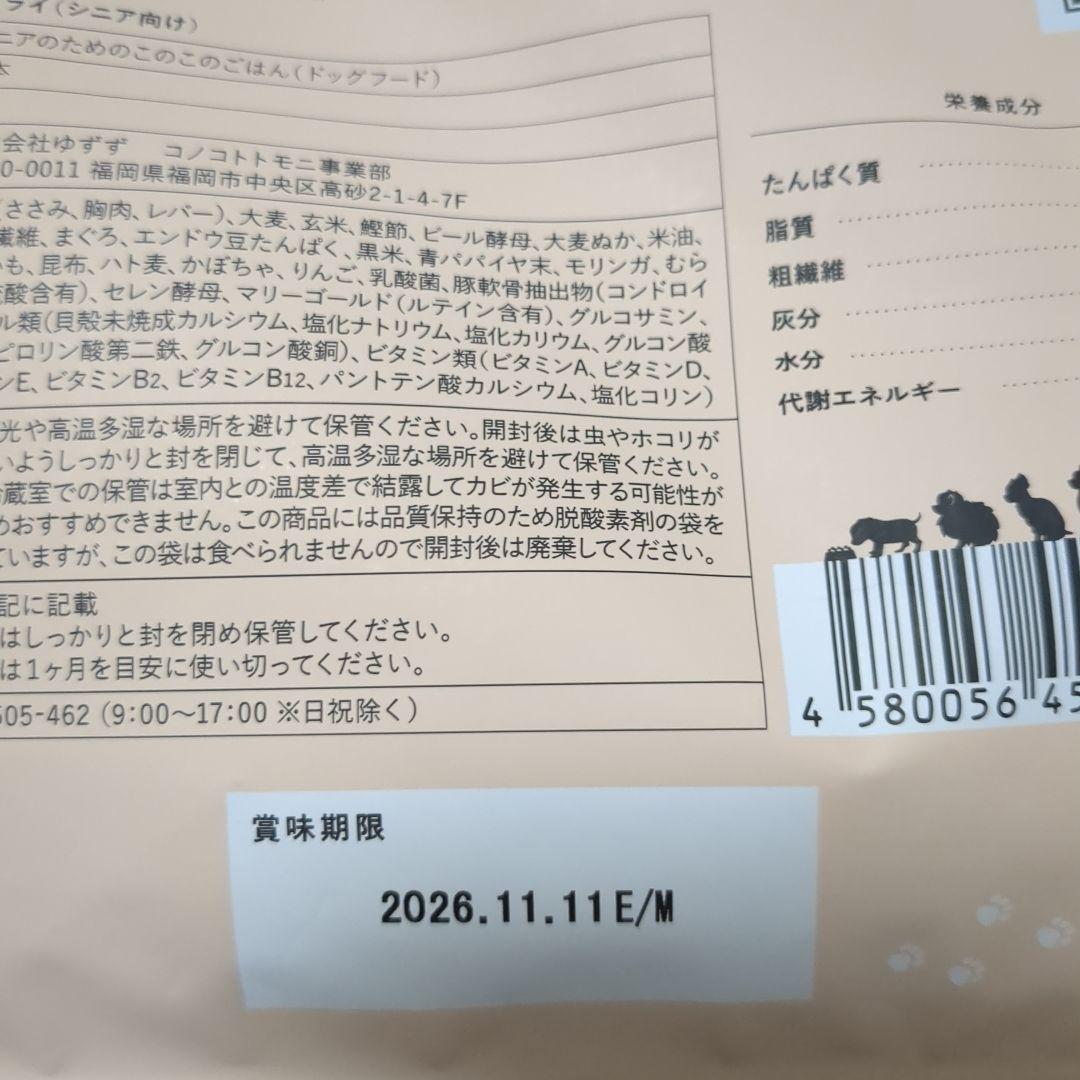 ライ(シニア向け)
ニアのためのこのこのごはん(ドッグフード)
会社ゆずず　コノコトトモニ事業部
0-0011 福岡県福岡市中央区高砂2-1-4-7F
(ささみ、胸肉、レバー)、大麦、玄米、鰹節、ビール酵母、大麦ぬか、米油、
繊維、まぐろ、エンドウ豆たんぱく、黒米、青パパイヤ末、モリンガ、むら
いも、昆布、ハト麦、かぼちゃ、りんご、乳酸菌、豚軟骨抽出物(コンドロイ
硫酸含有)、セレン酵母、マリーゴールド(ルテイン含有)、グルコサミン、
ル類(貝殻未焼成カルシウム、塩化ナトリウム、塩化カリウム、グルコン酸
ピロリン酸第二鉄、グルコン酸銅)、ビタミン類(ビタミンA、ビタミンD、
ンE、ビタミンB2、ビタミンB12、パントテン酸カルシウム、塩化コリン)
光や高温多湿な場所を避けて保管ください。開封後は虫やホコリが
いようしっかりと封を閉じて、高温多湿な場所を避けて保管ください。
冷蔵室での保管は室内との温度差で結露してカビが発生する可能性が
めおすすめできません。この商品には品質保持のため脱酸素剤の袋を
ていますが、この袋は食べられませんので開封後は廃棄してください。
記に記載
はしっかりと封を閉め保管してください。
は1ヶ月を目安に使い切ってください。
505-462 (9:00〜17:00 ※日祝除く)
栄養成分
たんぱく質
脂質
粗繊維
灰分
水分
代謝エネルギー
4 580056 45
賞味期限
2026.11.11E/M